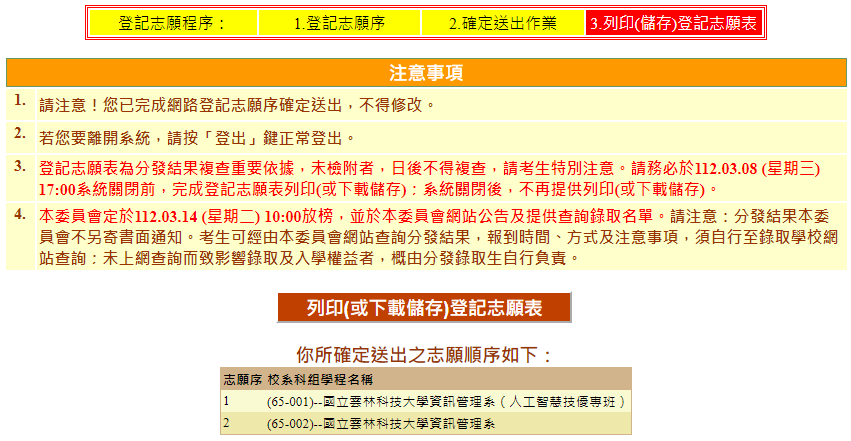 登記志願程序： 1.登記志願序 2.確定送出作業 3.列印(儲存)登記志願表
注意事項
1. 請注意！您已完成網路登記志願序確定送出，不得修改。
2. 若您要離開系統，請按「登出」鍵正常登出。
3. 登記志願表為分發結果複查重要依據，未檢附者，日後不得複查，請考生特別注意。請務必於112.03.08 (星期三)
17:00系統關閉前，完成登記志願表列印(或下載儲存)；系統關閉後，不再提供列印(或下載儲存)。
4. 本委員會定於112.03.14 (星期二) 10:00放榜，並於本委員會網站公告及提供查詢錄取名單。請注意：分發結果本委
員會不另寄書面通知。考生可經由本委員會網站查詢分發結果，報到時間、方式及注意事項，須自行至錄取學校網
站查詢；未上網查詢而致影響錄取及入學權益者，概由分發錄取生自行負責。
列印(或下載儲存)登記志願表
你所確定送出之志願順序如下：
志願序 校系科組學程名稱
1 (65-001)--國立雲林科技大學資訊管理系（人工智慧技優專班）
2 (65-002)--國立雲林科技大學資訊管理系